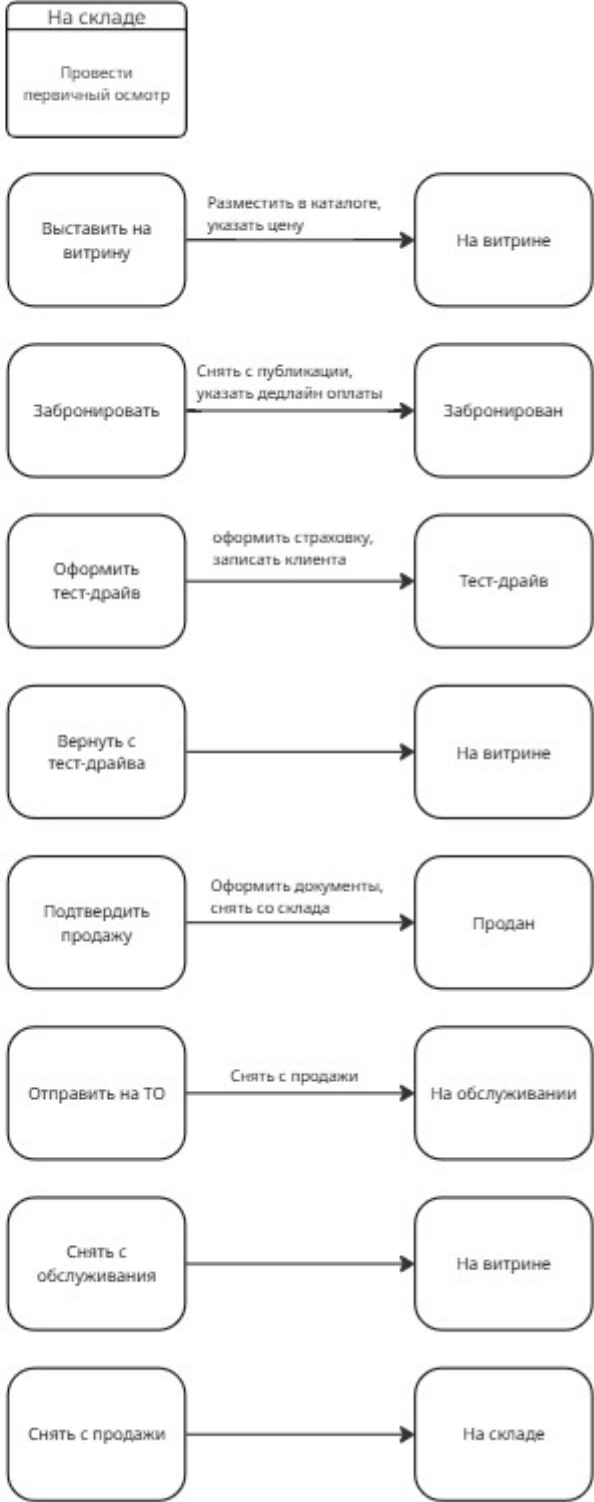 На складе
Провести
первичный осмотр
Выставить на
витрину
Разместить в каталоге,
указать цену
На витрине
Забронировать
Снять с публикации,
указать дедлайн оплаты
Забронирован
Оформить
тест-драйв
оформить страховку,
записать клиента
Тест-драйв
Вернуть с
тест-драйва
На витрине
Подтвердить
продажу
Оформить документы,
снять со склада
Продан
Отправить на ТО
Снять с продажи
На обслуживании
Снять с
обслуживания
На витрине
Снять с продажи
На складе